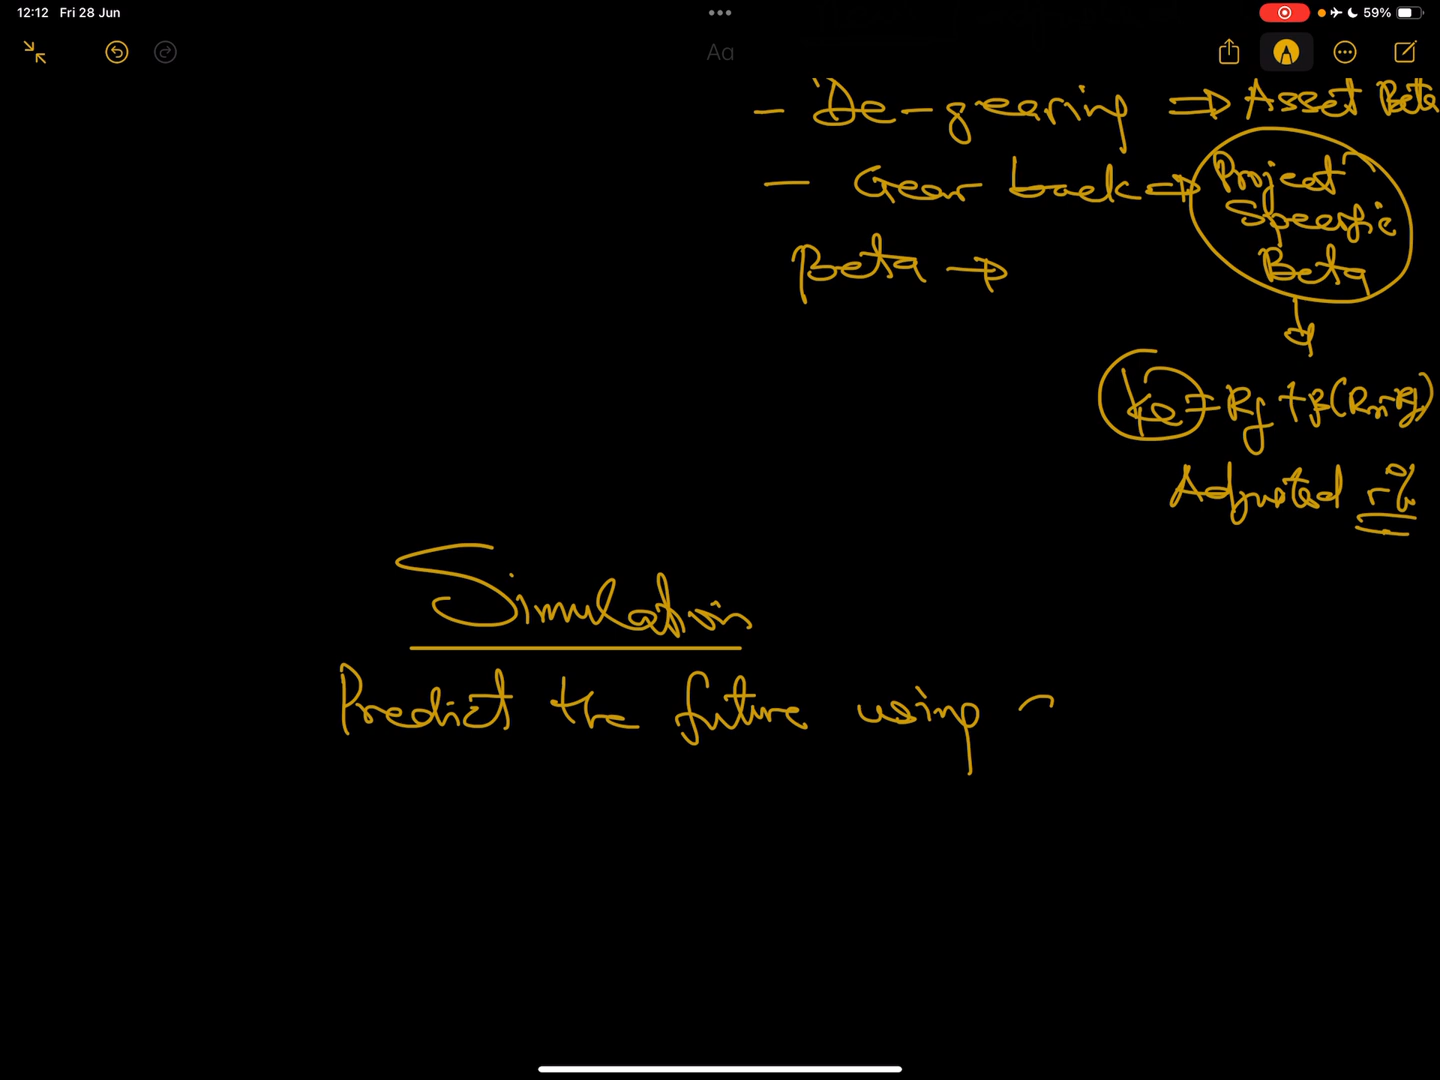 12:12 Fri 28 Jun
59%
Aa
- De-gearing ⇒ Asset Beta
- Gear back ⇒ Project Specific Beta
Beta →
Ke = Rf + β(Rm-Rf)
Adjusted r%
Simulation
Predict the future using